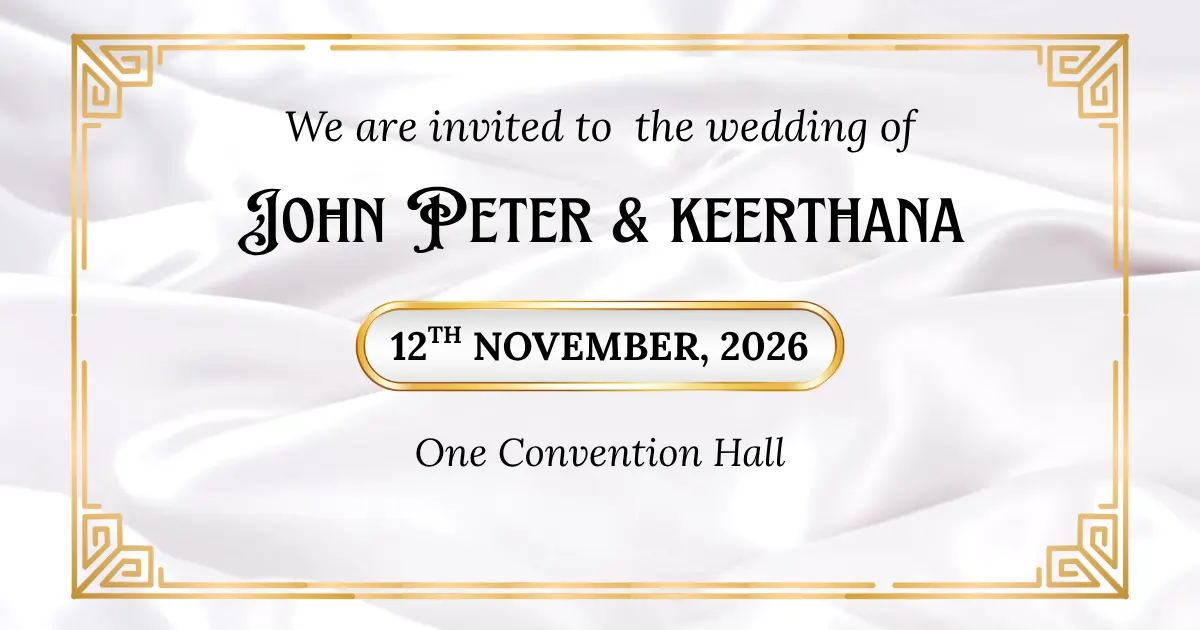 We are invited to  the wedding of
John Peter & Keerthana
12TH NOVEMBER, 2026
One Convention Hall